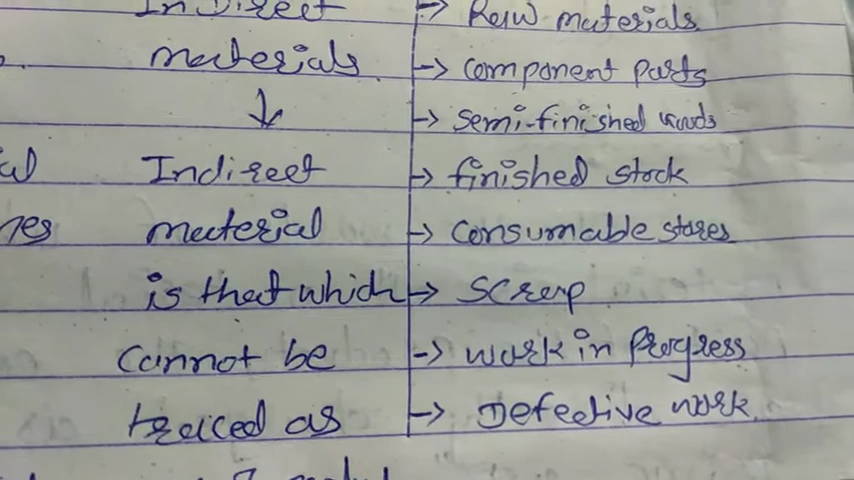 Indirect → Raw materials
materials → component parts
↓ → semi-finished goods
Indirect → finished stock
material → consumable stores
is that which → scrap
cannot be → work in Progress
traced as → Defective work